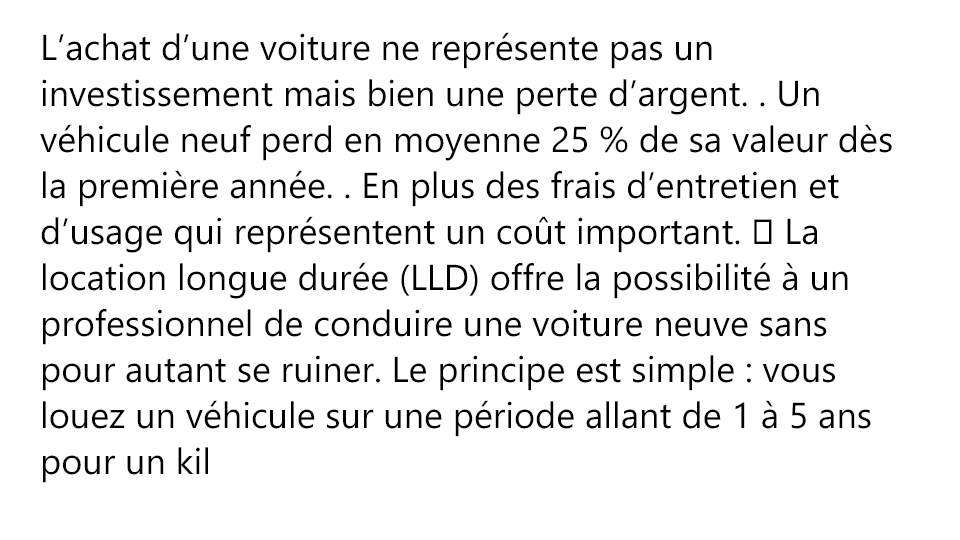 L’achat d’une voiture ne représente pas un
investissement mais bien une perte d’argent. . Un
véhicule neuf perd en moyenne 25 % de sa valeur dès
la première année. . En plus des frais d’entretien et
d’usage qui représentent un coût important. 	La
location longue durée (LLD) offre la possibilité à un
professionnel de conduire une voiture neuve sans
pour autant se ruiner. Le principe est simple : vous
louez un véhicule sur une période allant de 1 à 5 ans
pour un kil